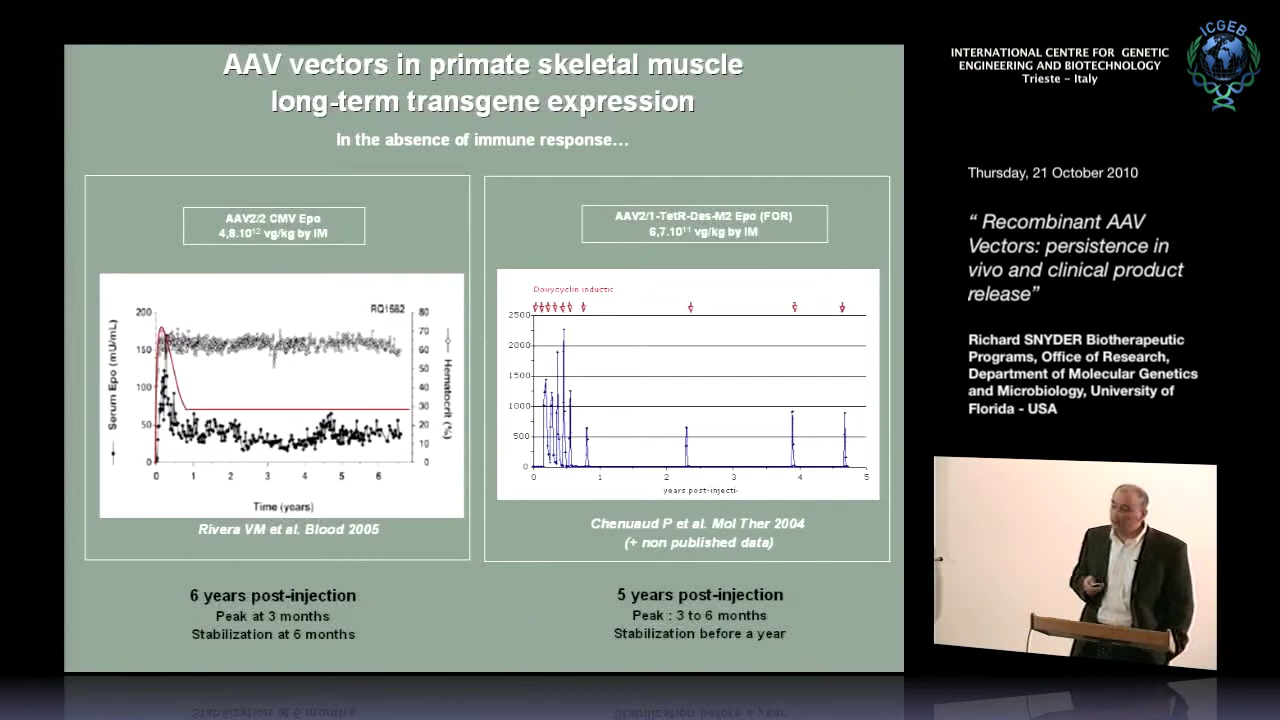 AAV vectors in primate skeletal muscle
long-term transgene expression
In the absence of immune response…
AAV2/2 CMV Epo
4,8.10¹² vg/kg by IM
RQ1562
Serum Epo (mU/mL)
200
150
100
50
0
80
70
60
50
40
30
20
10
0
Hematocrit (%)
0 1 2 3 4 5 6
Time (years)
Rivera VM et al. Blood 2005
6 years post-injection
Peak at 3 months
Stabilization at 6 months
AAV2/1-TetR-Des-M2 Epo (FOR)
6,7.10¹¹ vg/kg by IM
Doxycyclin inductic
2500
2000
1500
1000
500
0
0 1 2 3 4 5
years post-injecti
Chenuaud P et al. Mol Ther 2004
(+ non published data)
5 years post-injection
Peak : 3 to 6 months
Stabilization before a year
INTERNATIONAL CENTRE FOR GENETIC
ENGINEERING AND BIOTECHNOLOGY
Trieste - Italy
ICGEB
Thursday, 21 October 2010
“ Recombinant AAV
Vectors: persistence in
vivo and clinical product
release”
Richard SNYDER Biotherapeutic
Programs, Office of Research,
Department of Molecular Genetics
and Microbiology, University of
Florida - USA